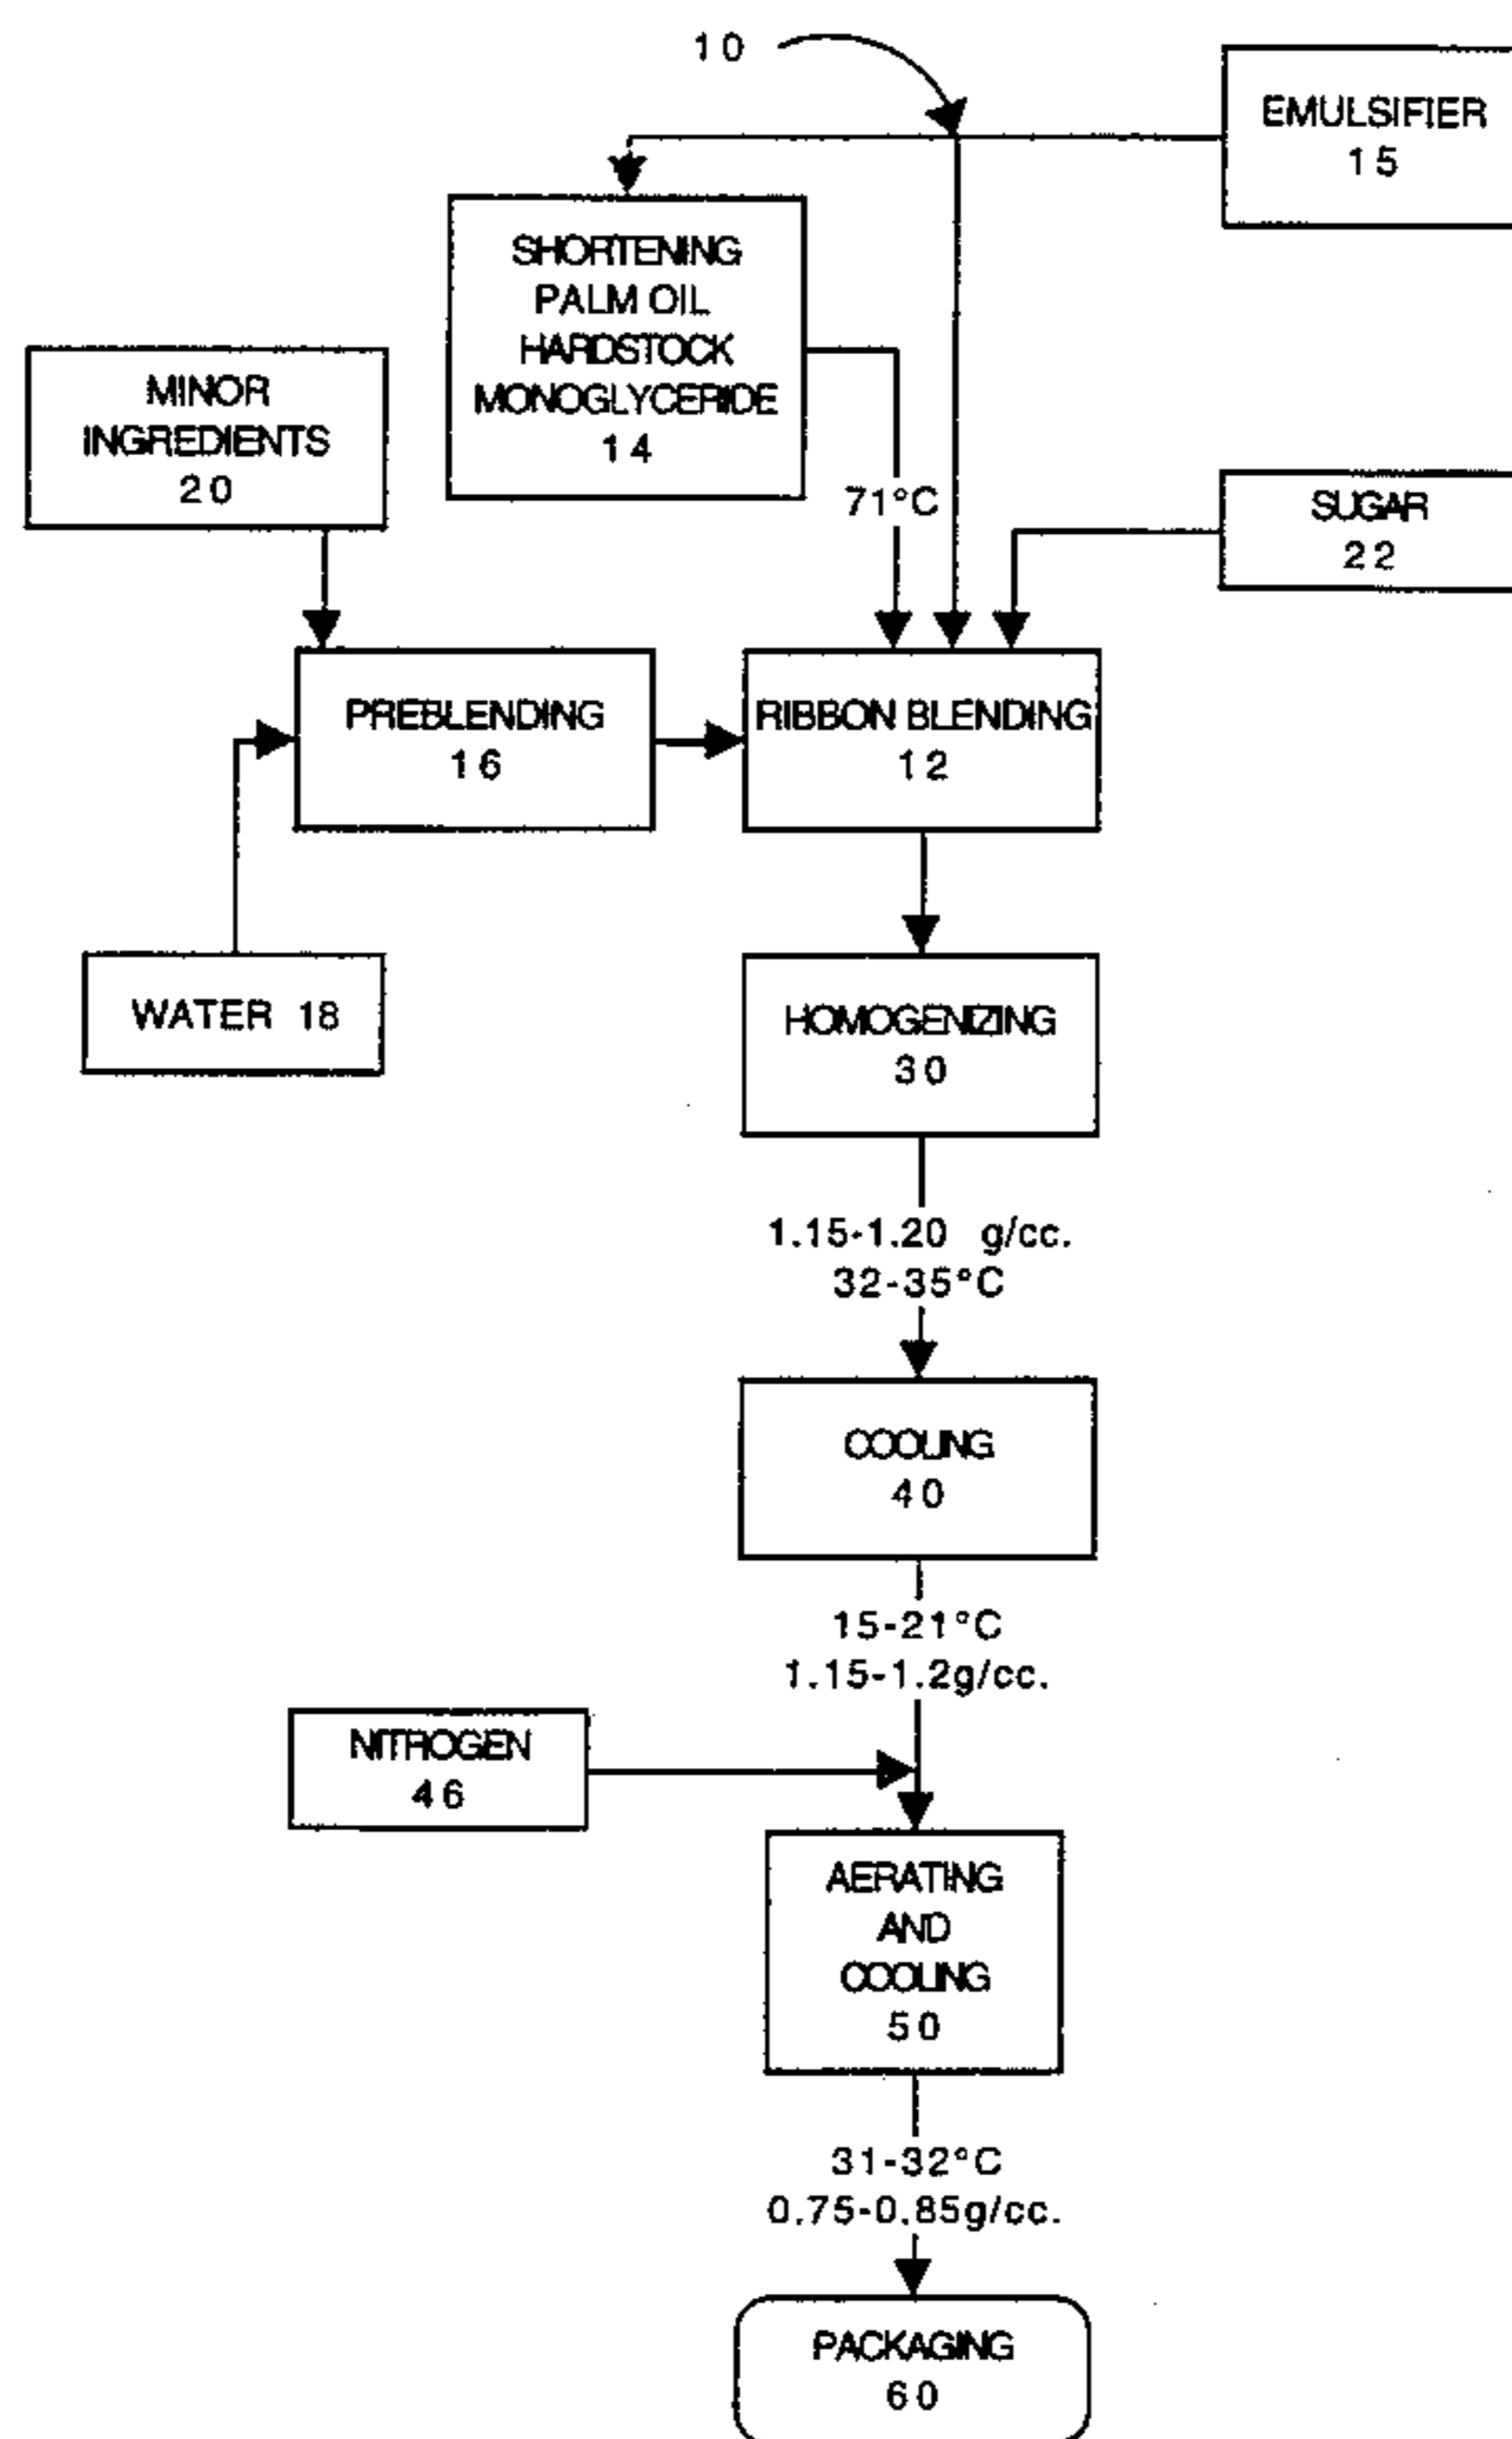 10
EMULSIFIER
15
SHORTENING
PALM OIL
HARDSTOCK
MONOGLYCERIDE
14
MINOR
INGREDIENTS
20
71°C
SUGAR
22
PREBLENDING
16
RIBBON BLENDING
12
WATER 18
HOMOGENIZING
30
1.15-1.20 g/cc.
32-35°C
COOLING
40
15-21°C
1.15-1.2g/cc.
NITROGEN
46
AERATING
AND
COOLING
50
31-32°C
0.75-0.85g/cc.
PACKAGING
60